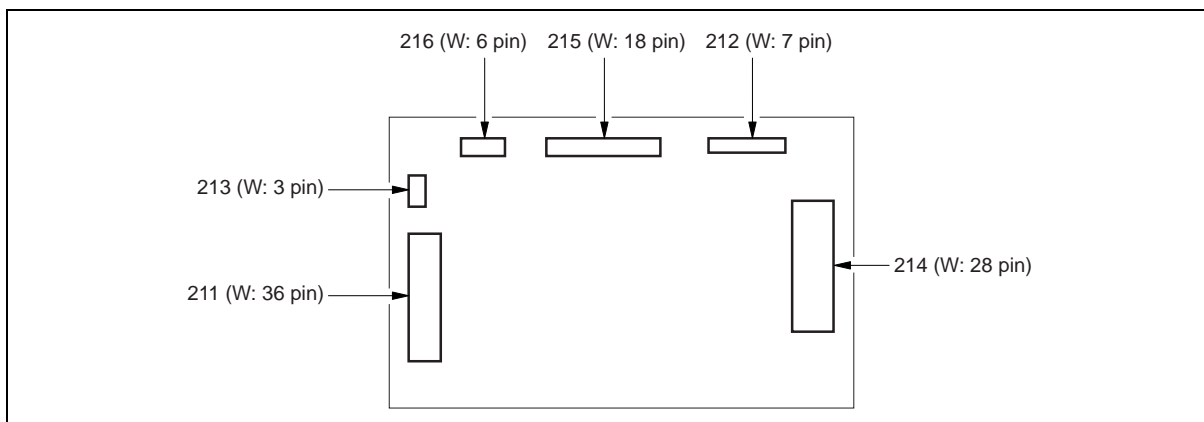 216 (W: 6 pin) 215 (W: 18 pin) 212 (W: 7 pin)
213 (W: 3 pin)
214 (W: 28 pin)
211 (W: 36 pin)